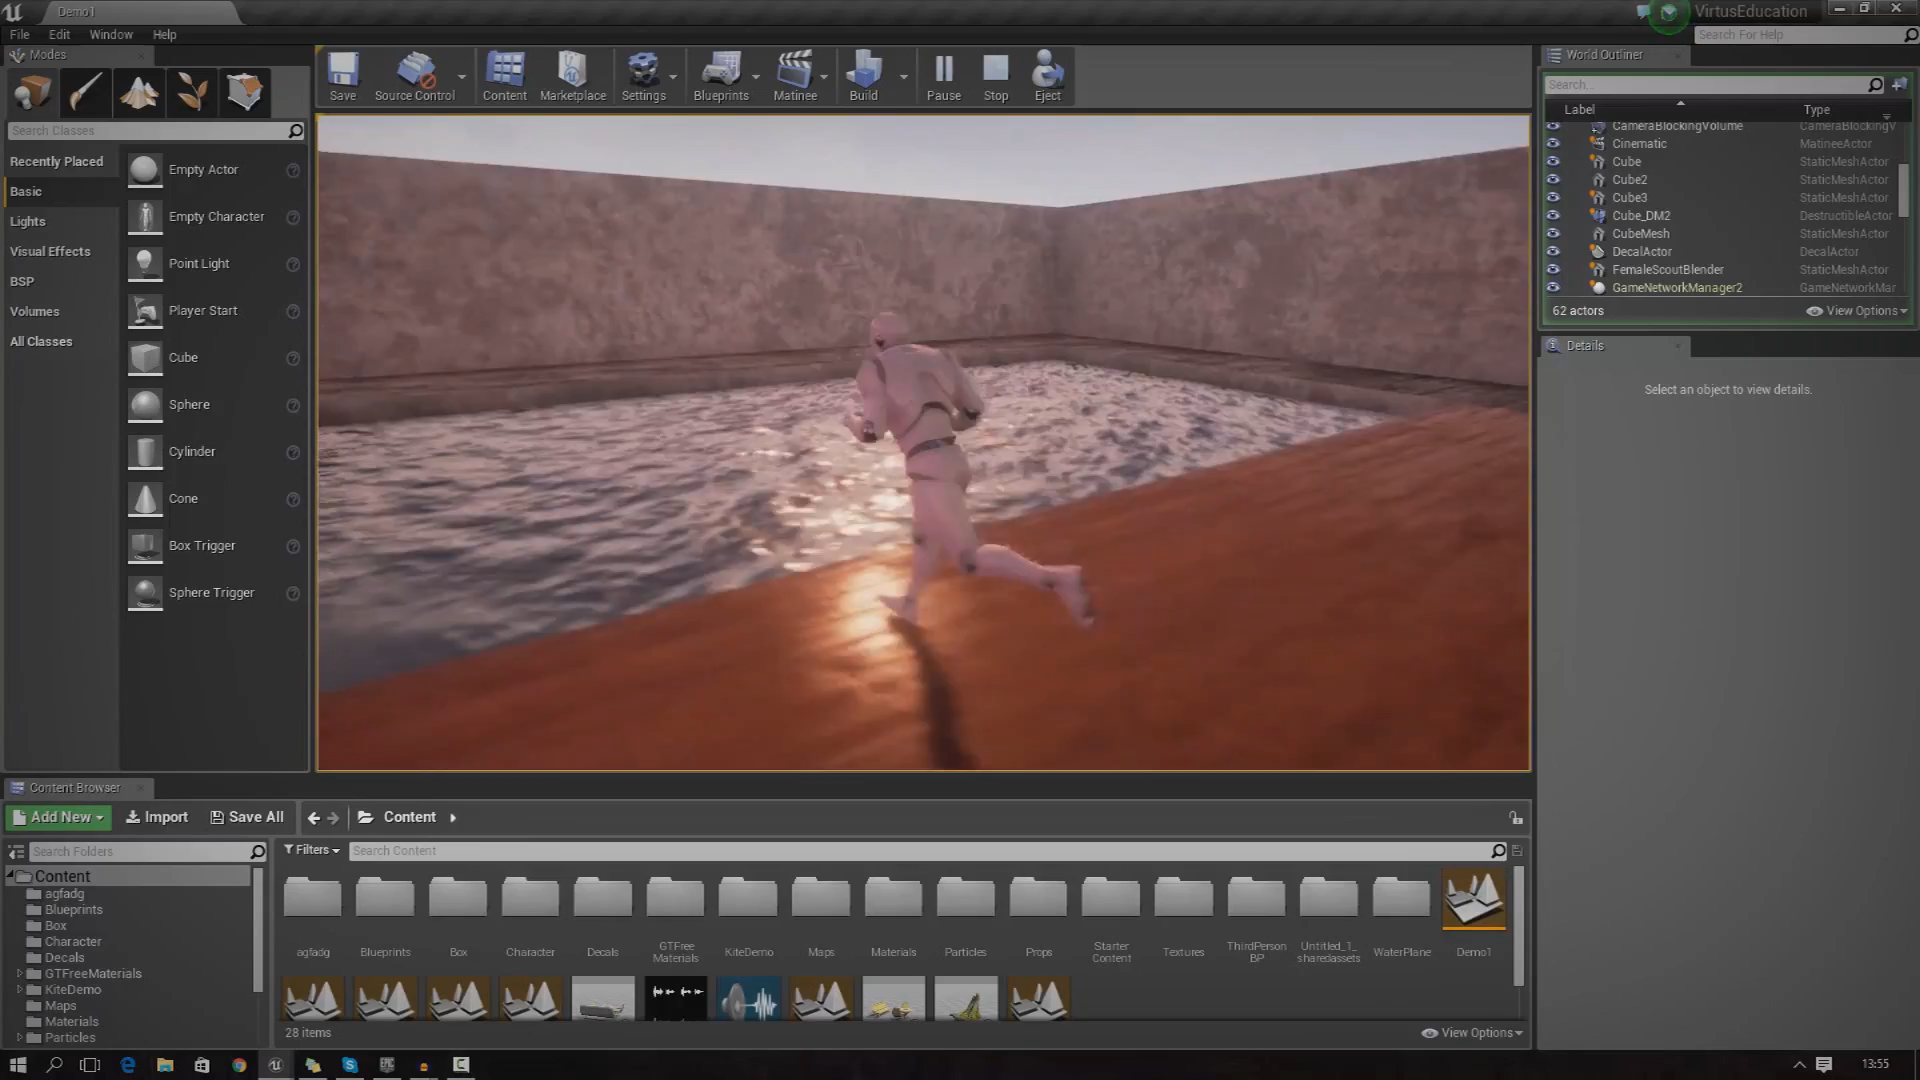 Demo1
VirtusEducation
File Edit Window Help
Search For Help
Modes
Save
Source Control
Content
Marketplace
Settings
Blueprints
Matinee
Build
Pause
Stop
Eject
World Outliner
Search...
Label Type
CameraBlockingVolume CameraBlockingV
Cinematic MatineeActor
Cube StaticMeshActor
Cube2 StaticMeshActor
Cube3 StaticMeshActor
Cube_DM2 DestructibleActor
CubeMesh StaticMeshActor
DecalActor DecalActor
FemaleScoutBlender StaticMeshActor
GameNetworkManager2 GameNetworkMar
62 actors View Options
Details
Select an object to view details.
Search Classes
Recently Placed
Basic
Lights
Visual Effects
BSP
Volumes
All Classes
Empty Actor
Empty Character
Point Light
Player Start
Cube
Sphere
Cylinder
Cone
Box Trigger
Sphere Trigger
Content Browser
Add New Import Save All Content
Search Folders
Filters Search Content
Content
agfadg
Blueprints
Box
Character
Decals
GTFreeMaterials
KiteDemo
Maps
Materials
Particles
agfadg
Blueprints
Box
Character
Decals
GTFree
Materials
KiteDemo
Maps
Materials
Particles
Props
Starter
Content
Textures
ThirdPerson
BP
Untitled_1_
sharedassets
WaterPlane
Demo1
28 items View Options
13:55